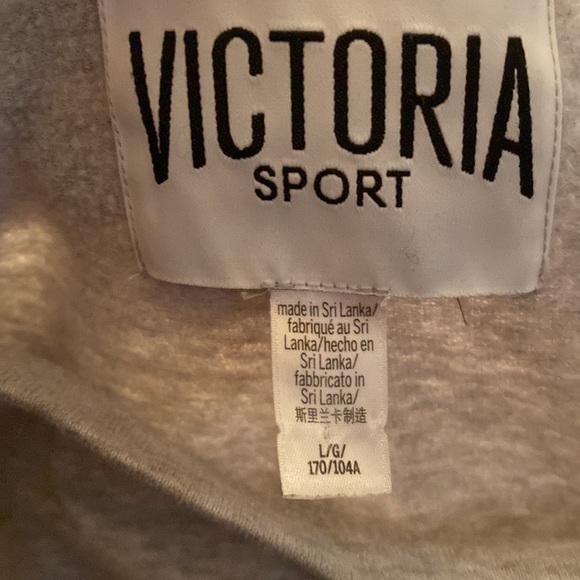 VICTORIA
SPORT
made in Sri Lanka/
fabriqué au Sri
Lanka/hecho en
Sri Lanka/
fabbricato in
Sri Lanka/
斯里兰卡制造
L/G/
170/104A